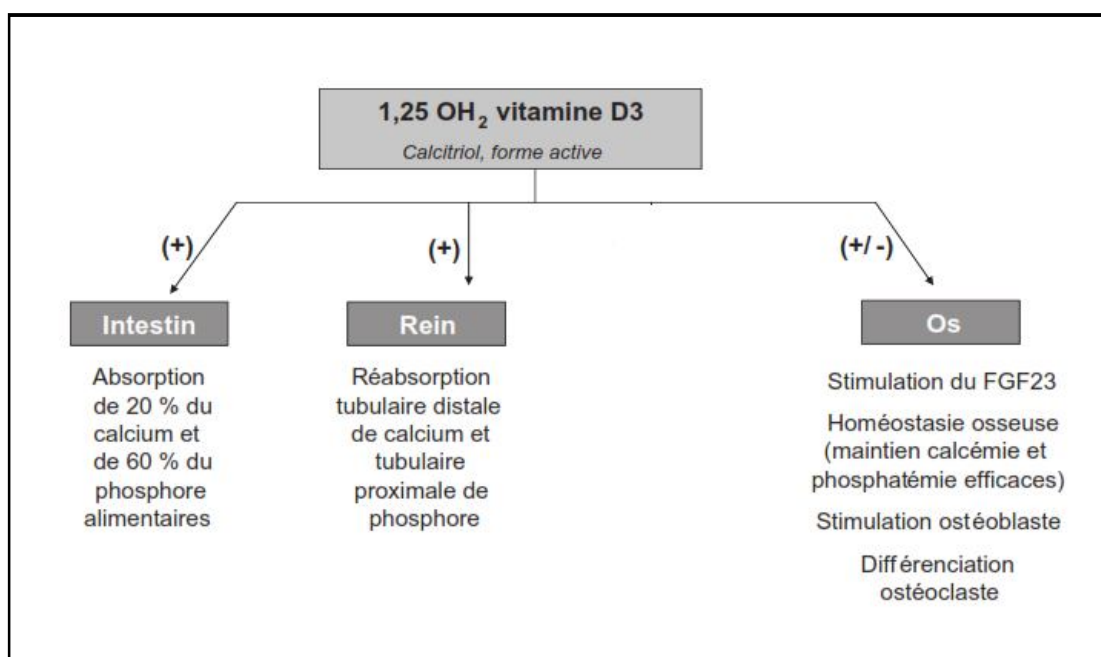 1,25 OH2 vitamine D3
Calcitriol, forme active
(+)
(+)
(+/-)
Intestin
Absorption
de 20 % du
calcium et
de 60 % du
phosphore
alimentaires
Rein
Réabsorption
tubulaire distale
de calcium et
tubulaire
proximale de
phosphore
Os
Stimulation du FGF23
Homéostasie osseuse
(maintien calcémie et
phosphatémie efficaces)
Stimulation ostéoblaste
Différenciation
ostéoclaste